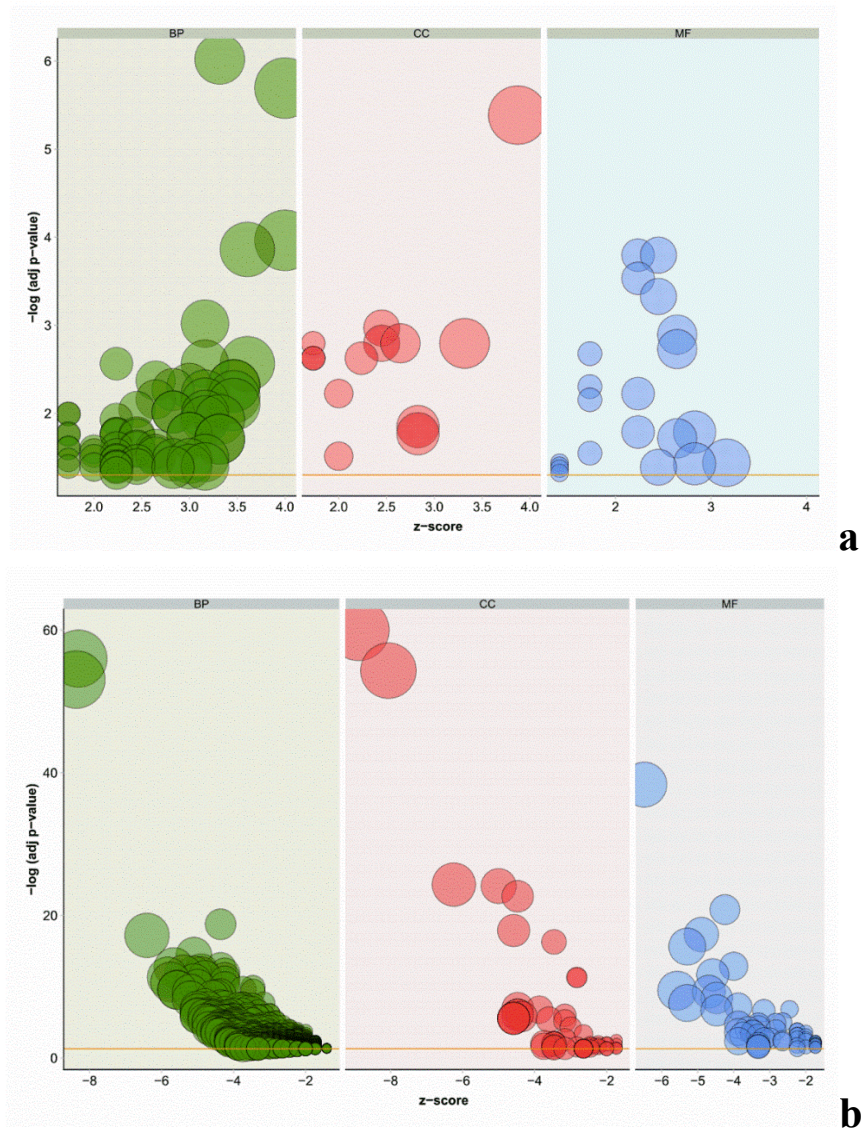 BP CC MF
6
5
4
3
2
−log (adj p−value)
2.0 2.5 3.0 3.5 4.0 2.0 2.5 3.0 3.5 4.0 2 3 4
z−score
a
BP CC MF
60
40
20
0
−log (adj p−value)
−8 −6 −4 −2 −8 −6 −4 −2 −6 −5 −4 −3 −2
z−score
b